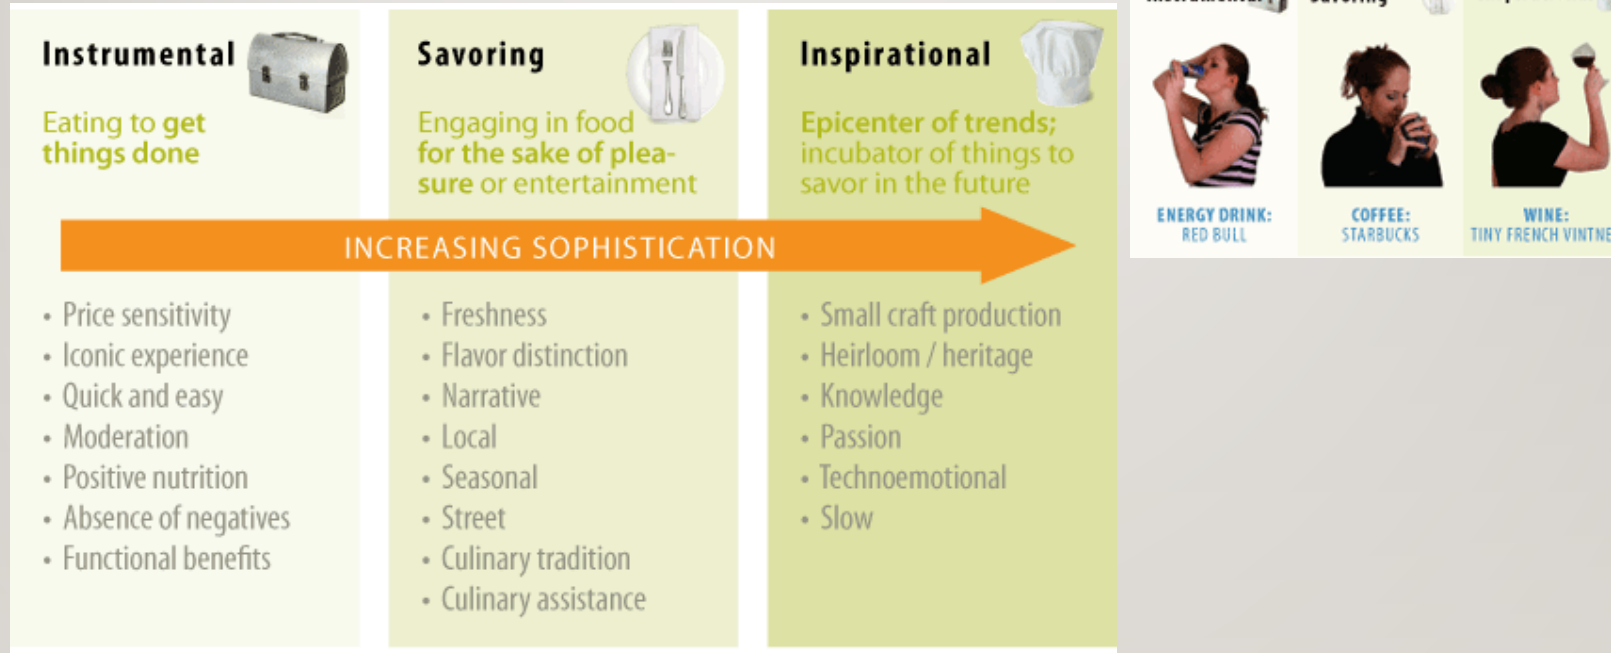 Instrumental
Eating to get
things done
Savoring
Engaging in food
for the sake of plea-
sure or entertainment
Inspirational
Epicenter of trends;
incubator of things to
savor in the future
INCREASING SOPHISTICATION
• Price sensitivity
• Iconic experience
• Quick and easy
• Moderation
• Positive nutrition
• Absence of negatives
• Functional benefits
• Freshness
• Flavor distinction
• Narrative
• Local
• Seasonal
• Street
• Culinary tradition
• Culinary assistance
• Small craft production
• Heirloom / heritage
• Knowledge
• Passion
• Technoemotional
• Slow
ENERGY DRINK:
RED BULL
COFFEE:
STARBUCKS
WINE:
TINY FRENCH VINTNE